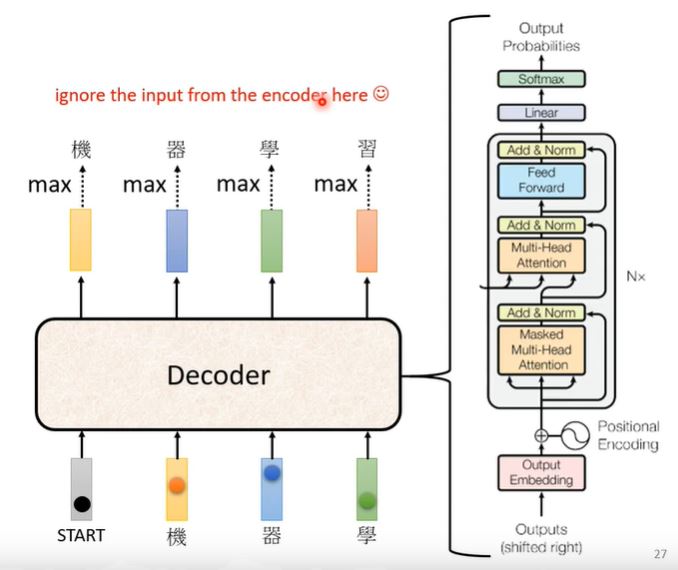 ignore the input from the encoder here ☺
機 器 學 習
max max max max
Decoder
START 機 器 學
Output
Probabilities
Softmax
Linear
Add & Norm
Feed
Forward
Add & Norm
Multi-Head
Attention
N×
Add & Norm
Masked
Multi-Head
Attention
Positional
Encoding
Output
Embedding
Outputs
(shifted right)
27